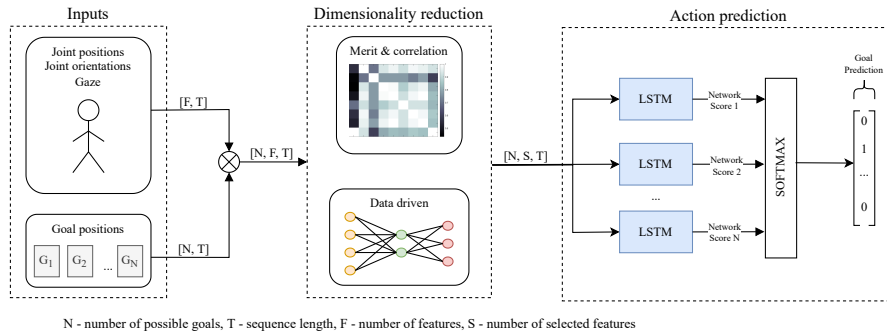 Inputs
Joint positions
Joint orientations
Gaze
[F, T]
Goal positions
G1
G2
...
GN
[N, T]
[N, F, T]
Dimensionality reduction
Merit & correlation
Data driven
[N, S, T]
Action prediction
LSTM
Network
Score 1
LSTM
Network
Score 2
...
LSTM
Network
Score N
SOFTMAX
Goal
Prediction
0
1
...
0
N - number of possible goals, T - sequence length, F - number of features, S - number of selected features